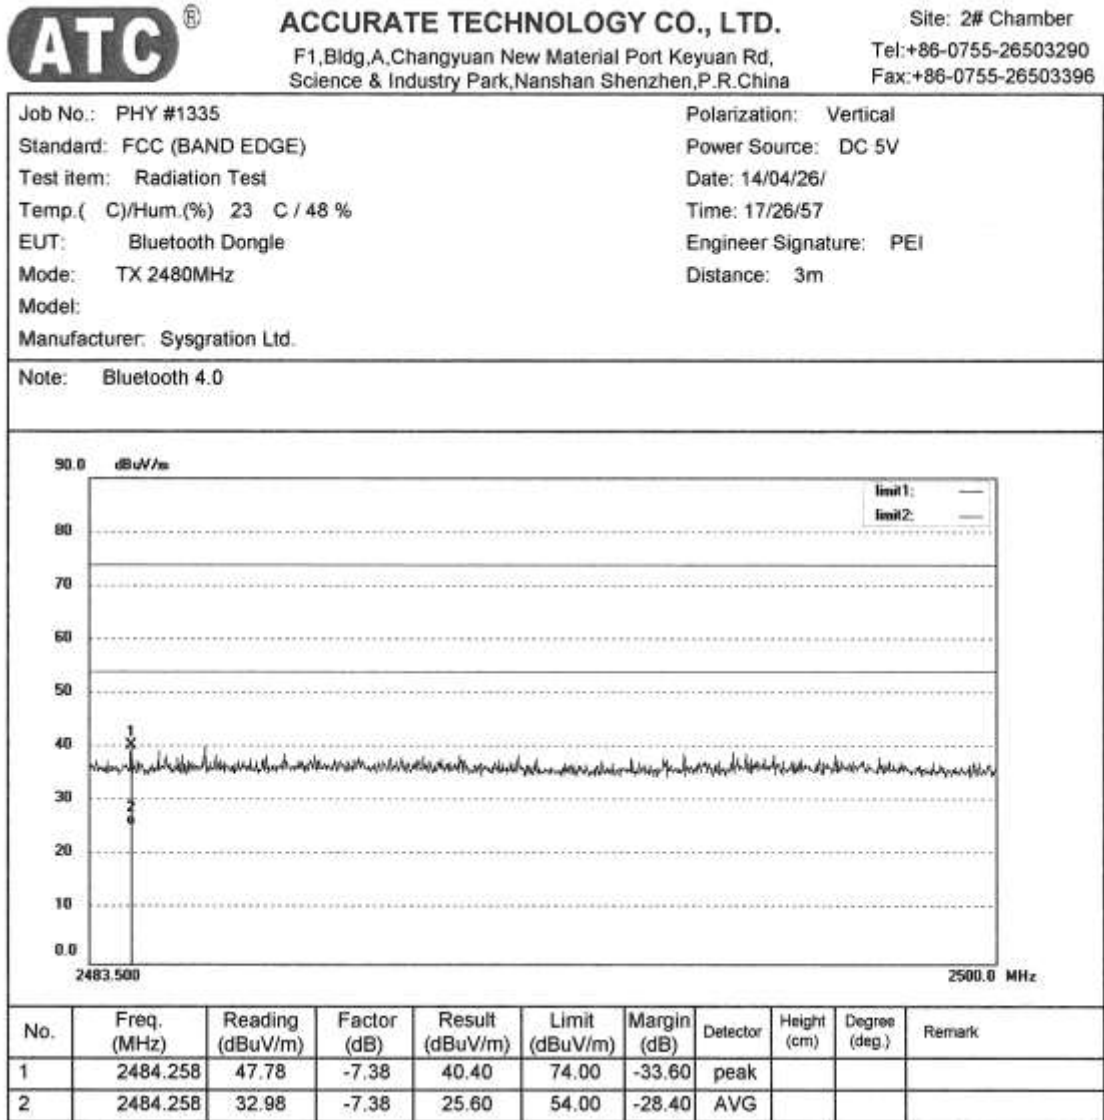 ATC ®
ACCURATE TECHNOLOGY CO., LTD.
F1,Bldg,A,Changyuan New Material Port Keyuan Rd,
Science & Industry Park,Nanshan Shenzhen,P.R.China
Site: 2# Chamber
Tel:+86-0755-26503290
Fax:+86-0755-26503396
Job No.: PHY #1335
Standard: FCC (BAND EDGE)
Test item: Radiation Test
Temp.( C)/Hum.(%) 23 C / 48 %
EUT: Bluetooth Dongle
Mode: TX 2480MHz
Model:
Manufacturer: Sysgration Ltd.
Polarization: Vertical
Power Source: DC 5V
Date: 14/04/26/
Time: 17/26/57
Engineer Signature: PEI
Distance: 3m
Note: Bluetooth 4.0
90.0 dBuV/m
limit1:
limit2:
80
70
60
50
1
40
30
2
20
10
0.0
2483.500 2500.0 MHz
No. Freq. (MHz) Reading (dBuV/m) Factor (dB) Result (dBuV/m) Limit (dBuV/m) Margin (dB) Detector Height (cm) Degree (deg.) Remark
1 2484.258 47.78 -7.38 40.40 74.00 -33.60 peak
2 2484.258 32.98 -7.38 25.60 54.00 -28.40 AVG